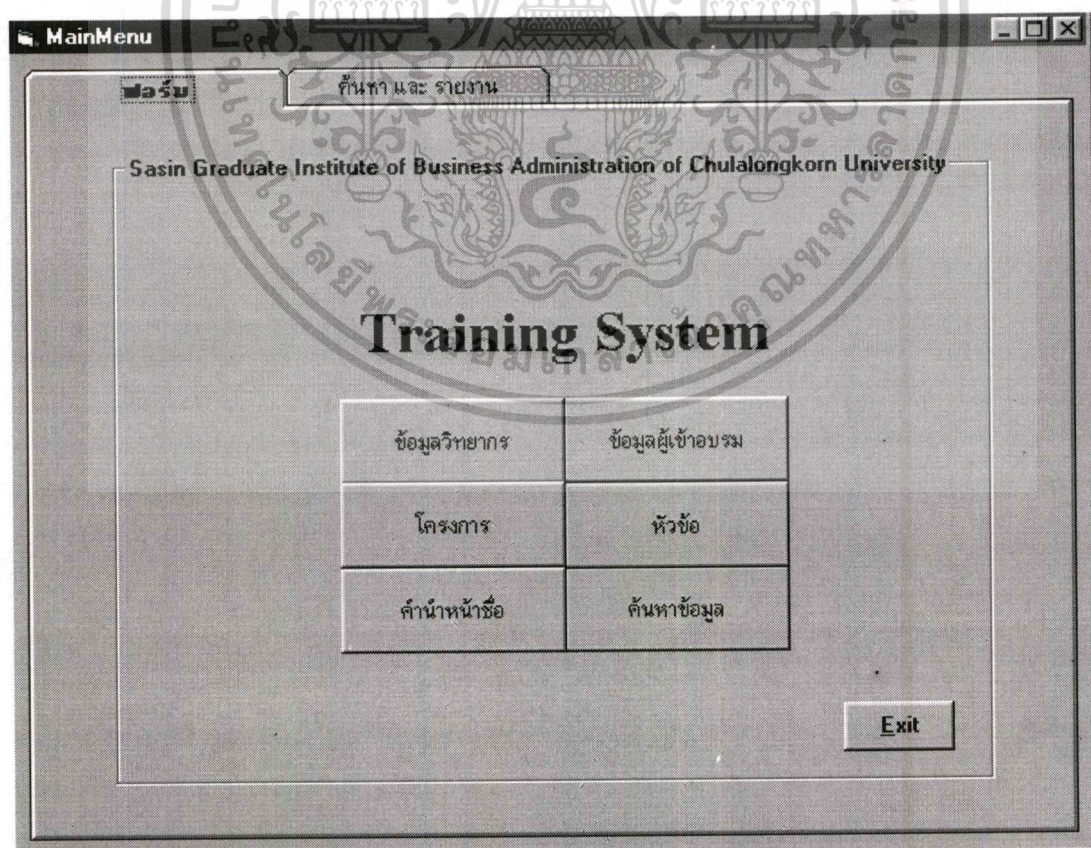 MainMenu
ฟอร์ม
ค้นหา และ รายงาน
Sasin Graduate Institute of Business Administration of Chulalongkorn University
Training System
ข้อมูลวิทยากร
ข้อมูลผู้เข้าอบรม
โครงการ
หัวข้อ
คำนำหน้าชื่อ
ค้นหาข้อมูล
Exit